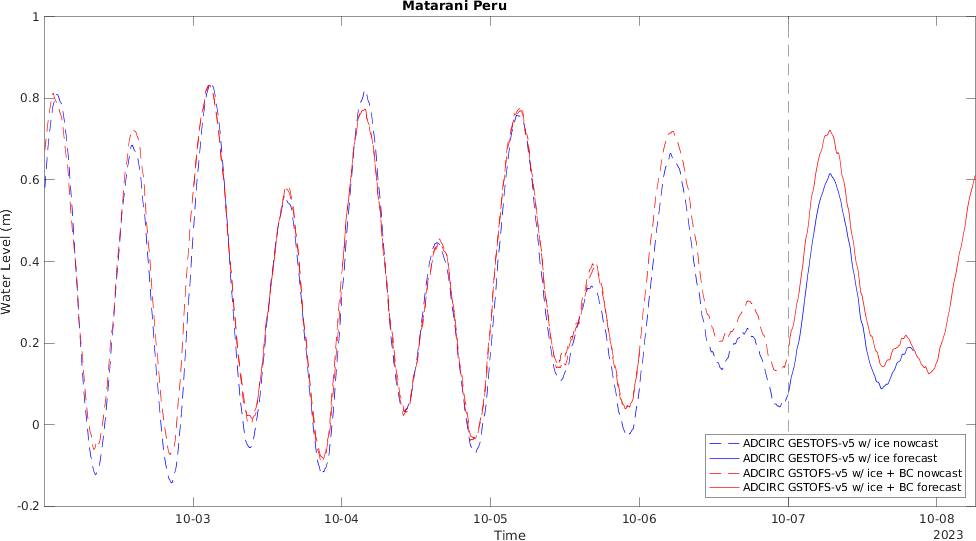 Matarani Peru
1
0.8
0.6
0.4
0.2
0
-0.2
Water Level (m)
10-03
10-04
10-05
10-06
10-07
10-08
Time
2023
ADCIRC GESTOFS-v5 w/ ice nowcast
ADCIRC GESTOFS-v5 w/ ice forecast
ADCIRC GSTOFS-v5 w/ ice + BC nowcast
ADCIRC GSTOFS-v5 w/ ice + BC forecast